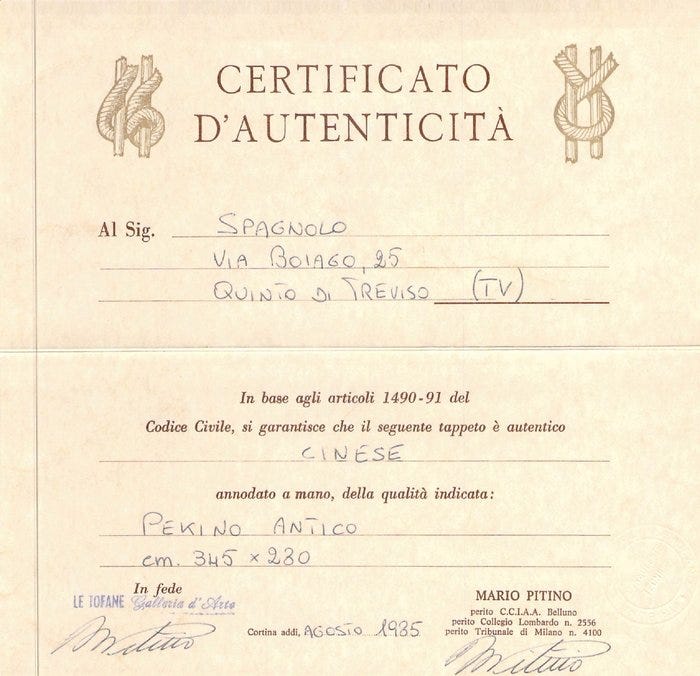 CERTIFICATO
D'AUTENTICITÀ
Al Sig. SPAGNOLO
VIA BOIAGO, 25
QUINTO DI TREVISO (TV)
In base agli articoli 1490-91 del
Codice Civile, si garantisce che il seguente tappeto è autentico
CINESE
annodato a mano, della qualità indicata:
PEKINO ANTICO
cm. 345 × 230
In fede
LE TOFANE Galleria d'Arte
Cortina addì, AGOSTO 1985
MARIO PITINO
perito C.C.I.A.A. Belluno
perito Collegio Lombardo n. 2556
perito Tribunale di Milano n. 4100